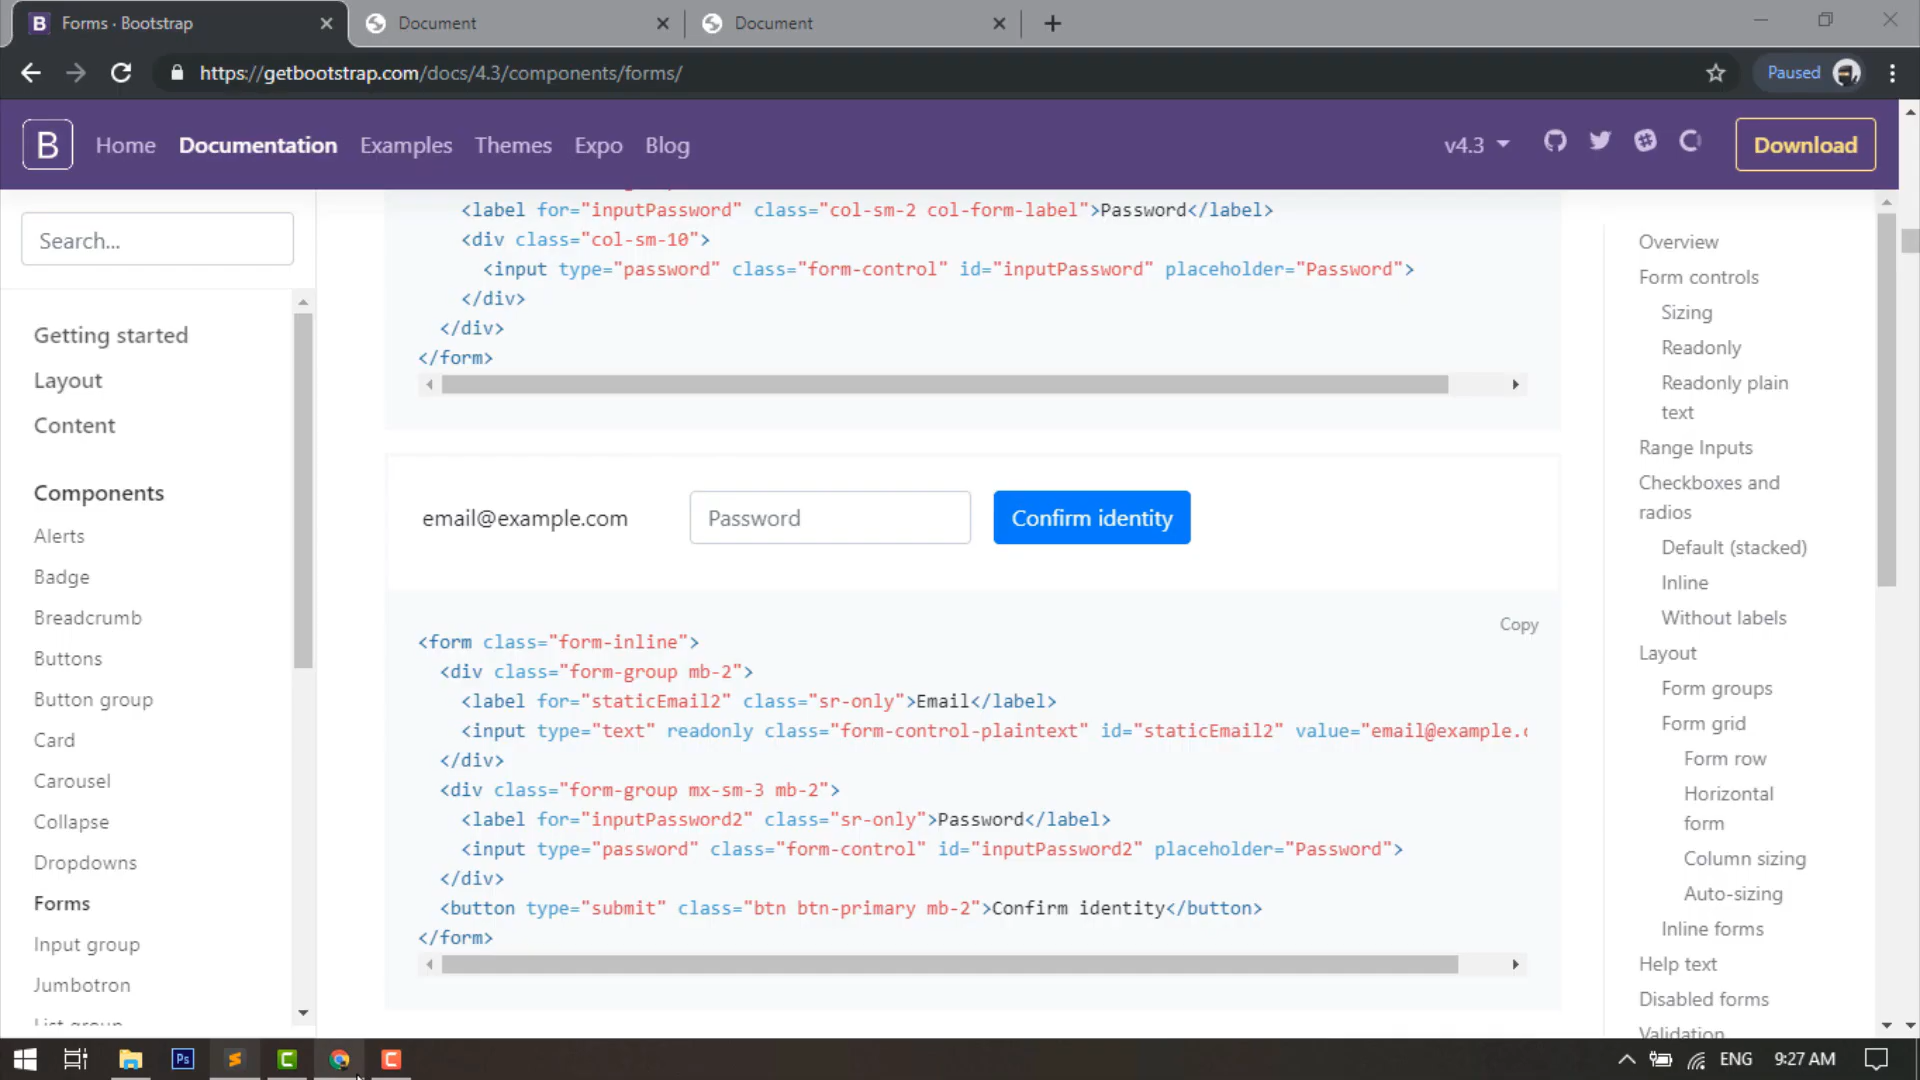 Forms · Bootstrap
Document
Document
https://getbootstrap.com/docs/4.3/components/forms/
Paused
B
Home
Documentation
Examples
Themes
Expo
Blog
v4.3
Download
Search...
Getting started
Layout
Content
Components
Alerts
Badge
Breadcrumb
Buttons
Button group
Card
Carousel
Collapse
Dropdowns
Forms
Input group
Jumbotron
List group
<label for="inputPassword" class="col-sm-2 col-form-label">Password</label>
<div class="col-sm-10">
<input type="password" class="form-control" id="inputPassword" placeholder="Password">
</div>
</div>
</form>
email@example.com
Password
Confirm identity
Copy
<form class="form-inline">
<div class="form-group mb-2">
<label for="staticEmail2" class="sr-only">Email</label>
<input type="text" readonly class="form-control-plaintext" id="staticEmail2" value="email@example.c
</div>
<div class="form-group mx-sm-3 mb-2">
<label for="inputPassword2" class="sr-only">Password</label>
<input type="password" class="form-control" id="inputPassword2" placeholder="Password">
</div>
<button type="submit" class="btn btn-primary mb-2">Confirm identity</button>
</form>
Overview
Form controls
Sizing
Readonly
Readonly plain
text
Range Inputs
Checkboxes and
radios
Default (stacked)
Inline
Without labels
Layout
Form groups
Form grid
Form row
Horizontal
form
Column sizing
Auto-sizing
Inline forms
Help text
Disabled forms
Validation
Ps
ENG
9:27 AM